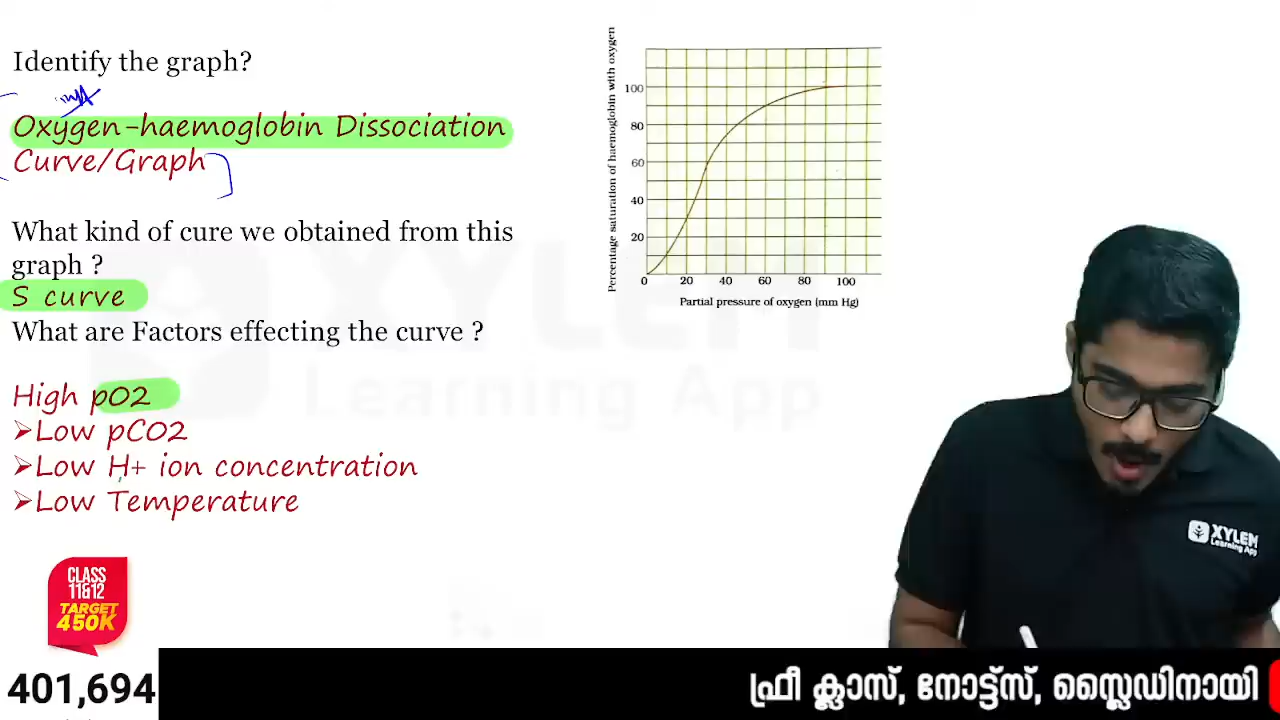 Identify the graph?
Oxygen-haemoglobin Dissociation
Curve/Graph
What kind of cure we obtained from this
graph ?
S curve
What are Factors effecting the curve ?
High pO2
➢Low pCO2
➢Low H+ ion concentration
➢Low Temperature
Percentage saturation of haemoglobin with oxygen
100
80
60
40
20
0 20 40 60 80 100
Partial pressure of oxygen (mm Hg)
XYLEM
Learning App
XYLEM
Learning App
CLASS
11&12
TARGET
450K
401,694
ഫ്രീ ക്ലാസ്, നോട്ട്സ്, സ്ലൈഡിനായി